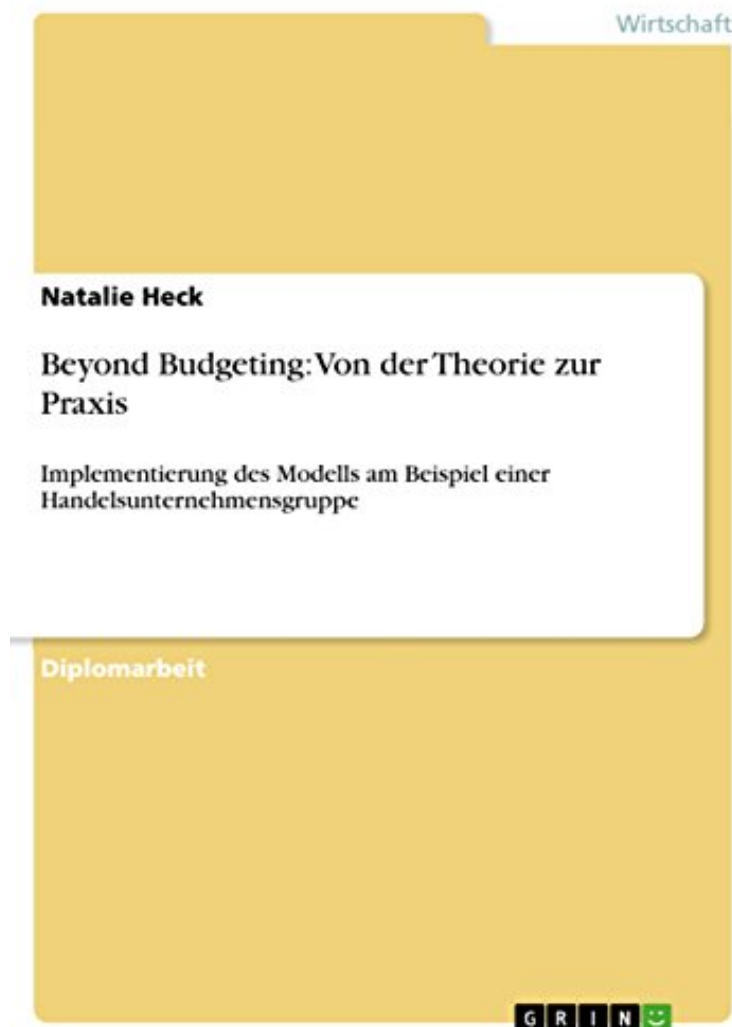 Wirtschaft
Natalie Heck
Beyond Budgeting: Von der Theorie zur
Praxis
Implementierung des Modells am Beispiel einer
Handelsunternehmensgruppe
Diplomarbeit
GRIN